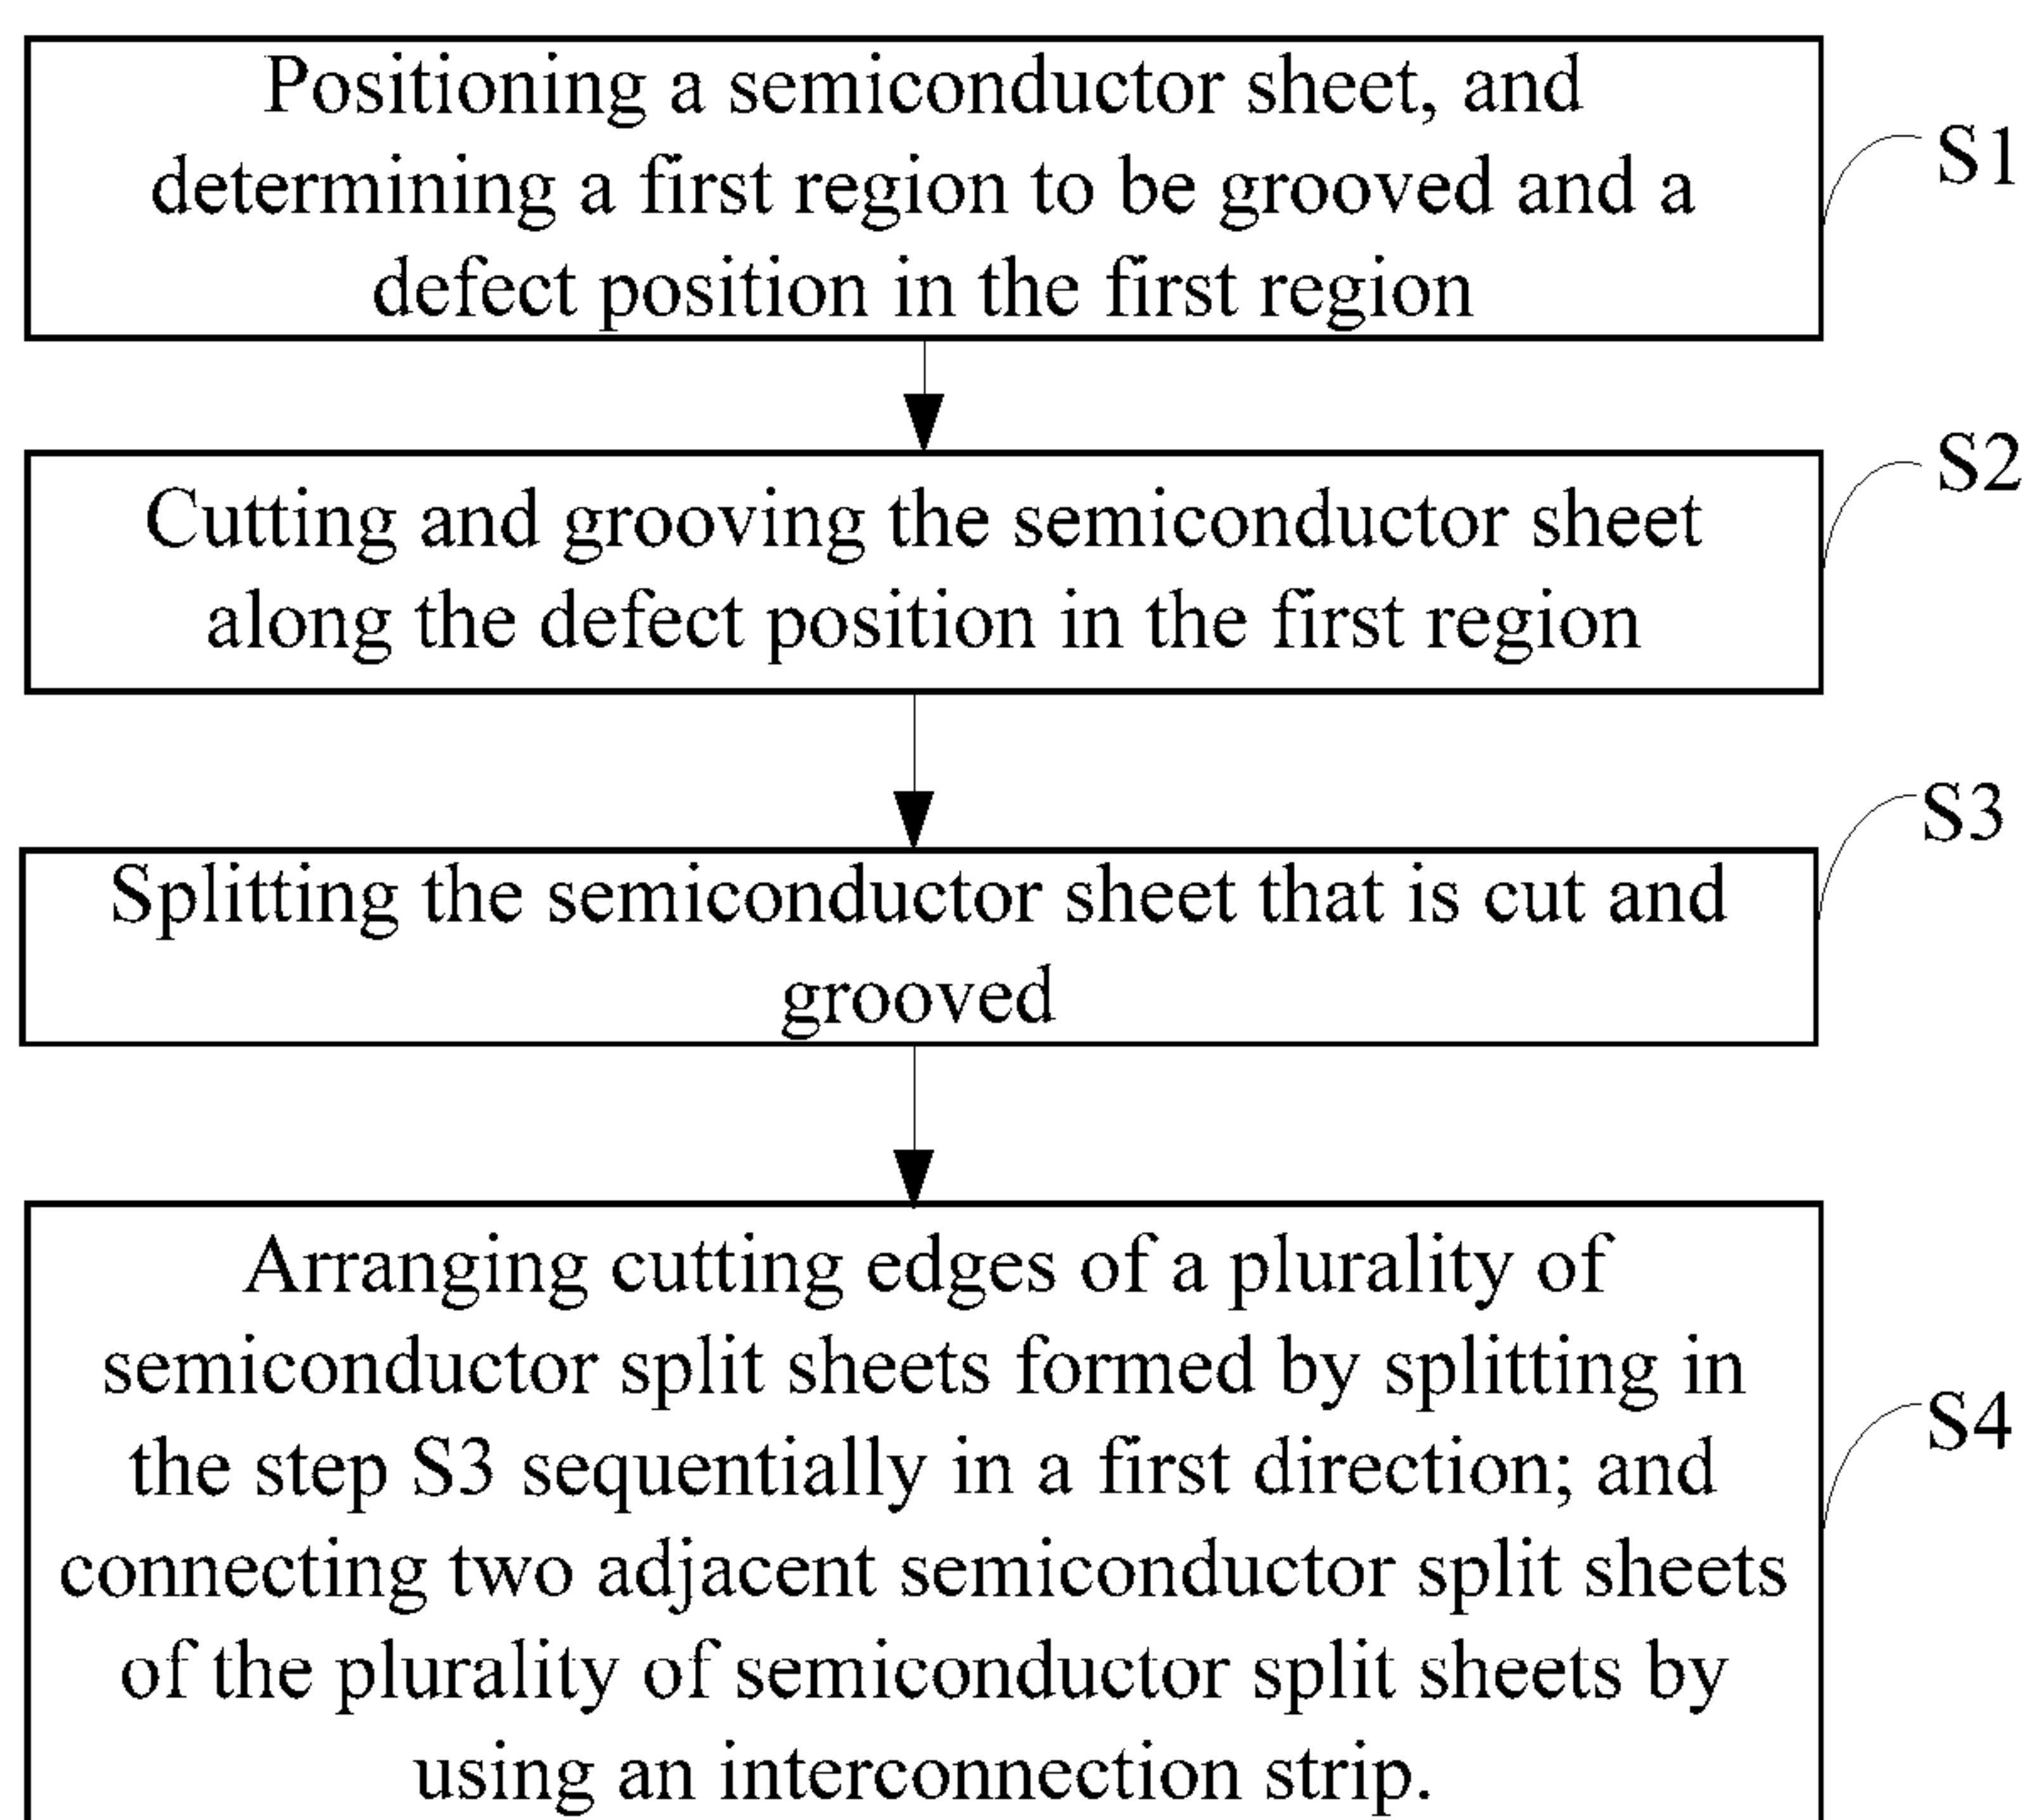 Positioning a semiconductor sheet, and
determining a first region to be grooved and a
defect position in the first region
S1
Cutting and grooving the semiconductor sheet
along the defect position in the first region
S2
Splitting the semiconductor sheet that is cut and
grooved
S3
Arranging cutting edges of a plurality of
semiconductor split sheets formed by splitting in
the step S3 sequentially in a first direction; and
connecting two adjacent semiconductor split sheets
of the plurality of semiconductor split sheets by
using an interconnection strip.
S4